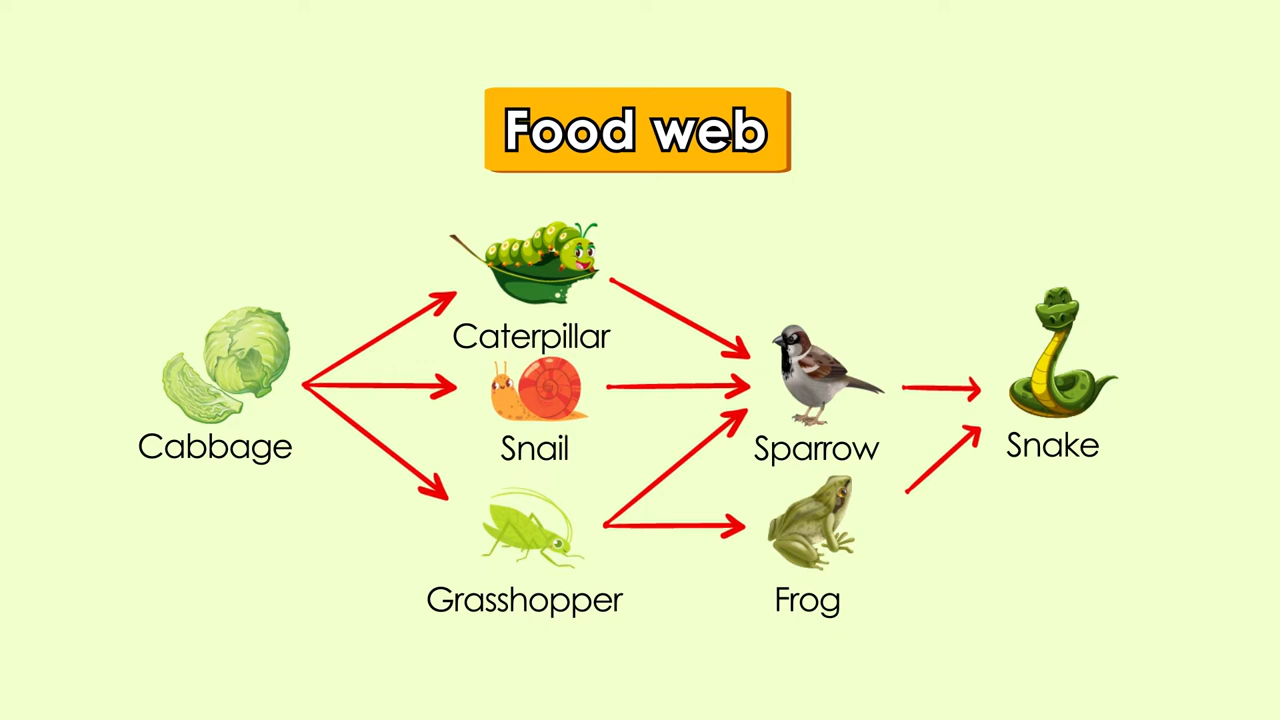 Food web
Caterpillar
Cabbage
Snail
Sparrow
Snake
Grasshopper
Frog